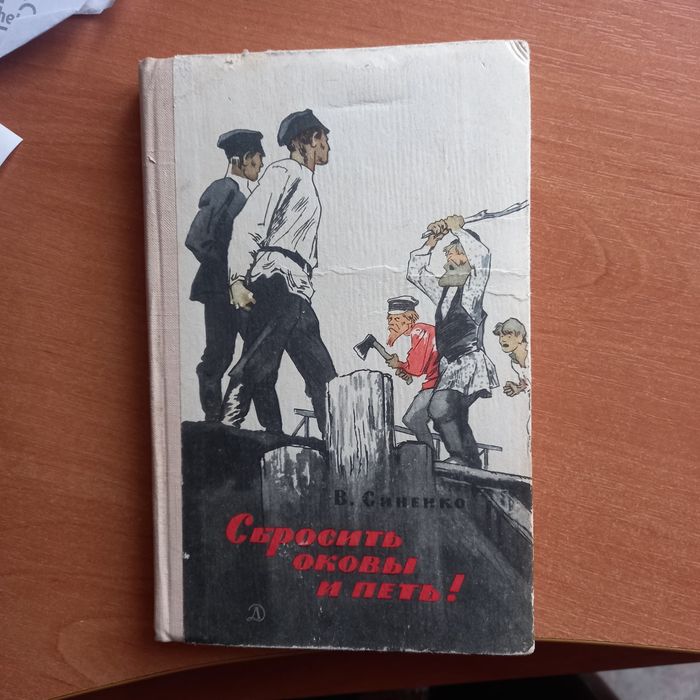 В. Синенко
Сбросить
оковы
и петь!
Д